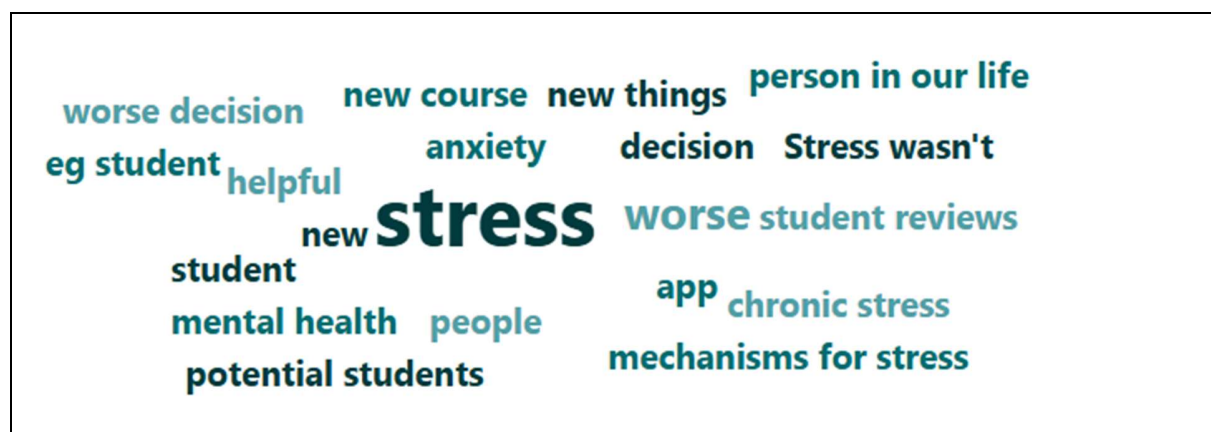 person in our life
new course new things
worse decision
anxiety decision Stress wasn't
eg student
helpful
new stress worse student reviews
student
app chronic stress
mental health people
mechanisms for stress
potential students